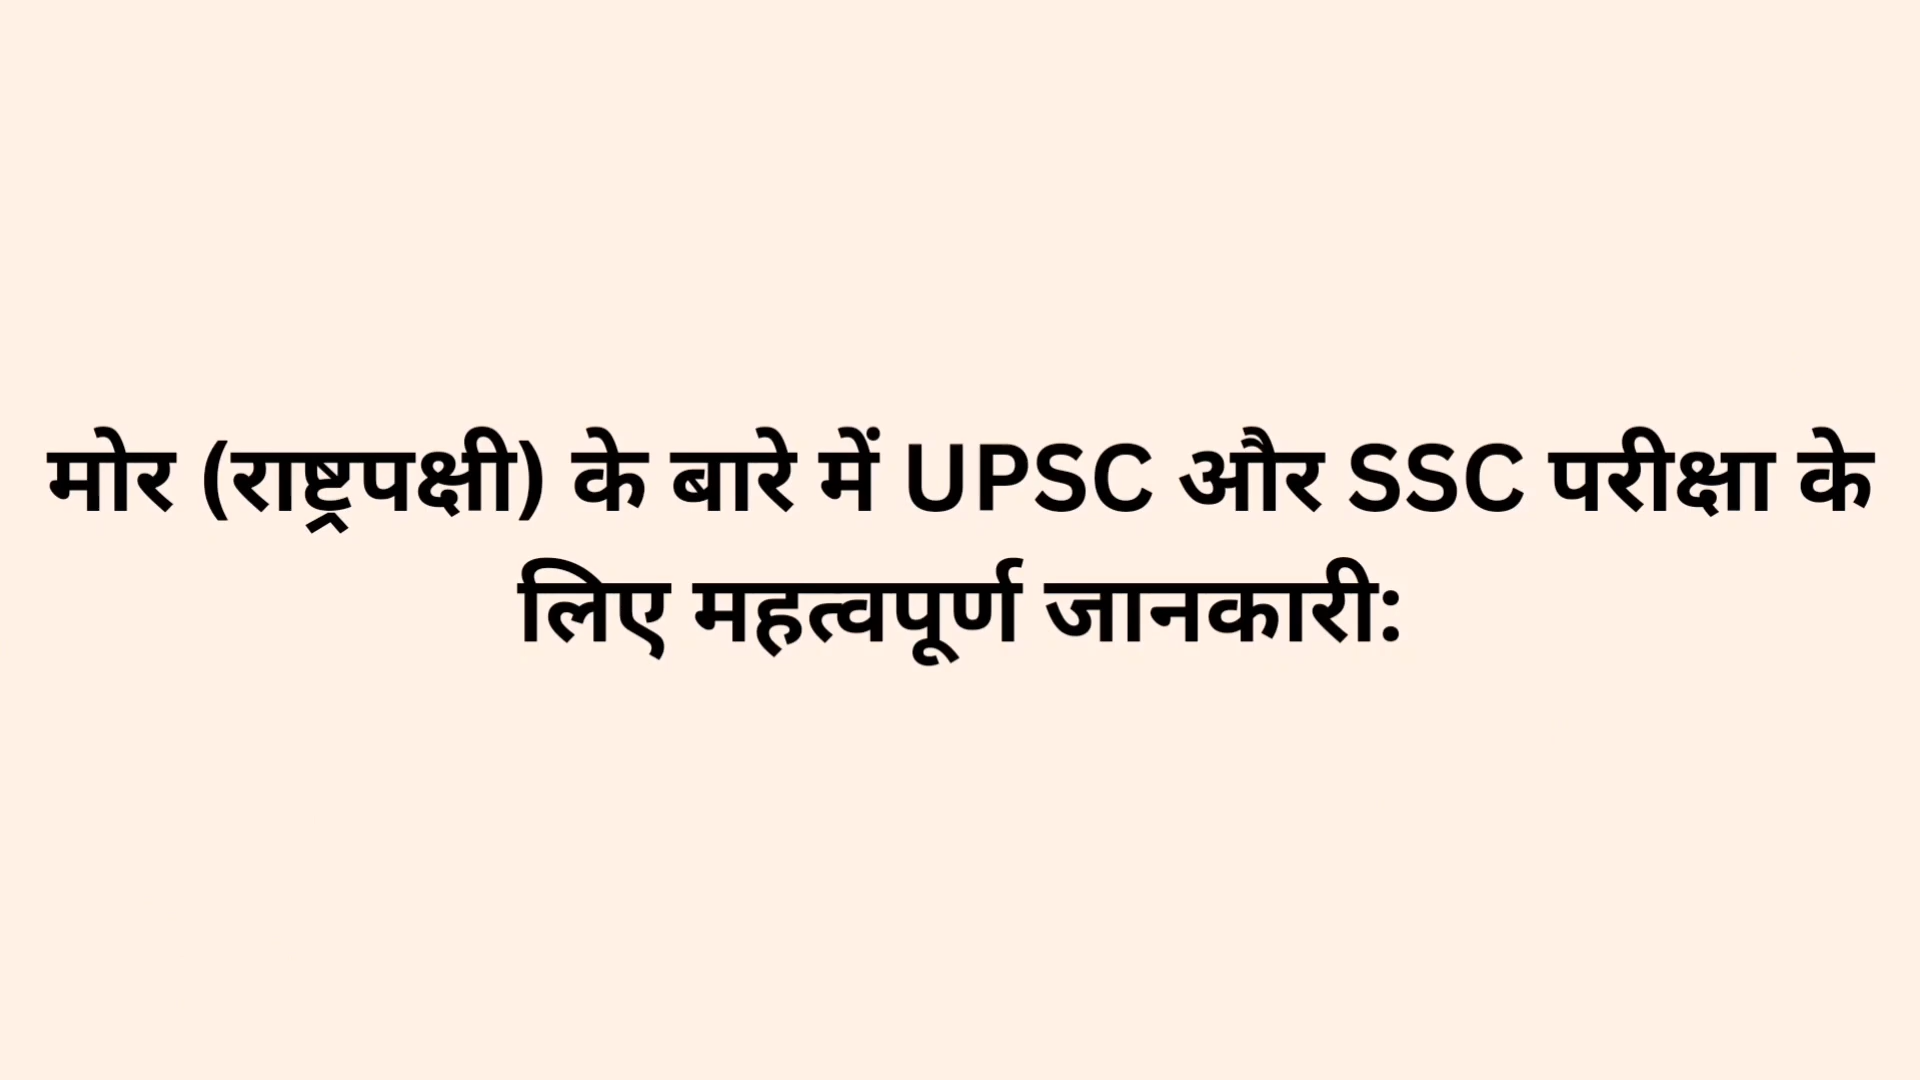 मोर (राष्ट्रपक्षी) के बारे में UPSC और SSC परीक्षा के
लिए महत्वपूर्ण जानकारी: